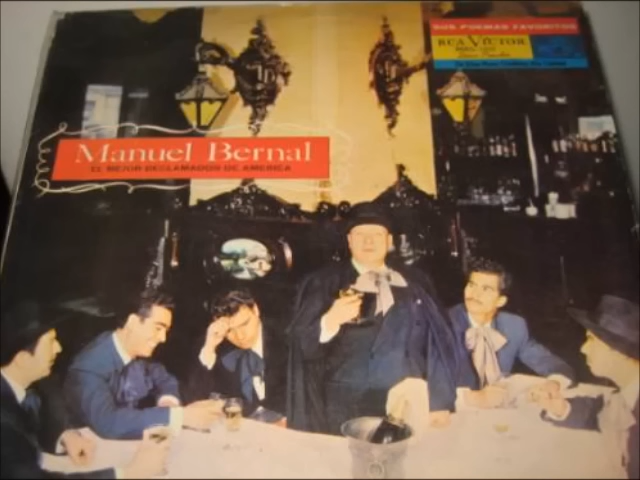 SUS POEMAS FAVORITOS
RCA VICTOR
Manuel Bernal
EL MEJOR DECLAMADOR DE AMERICA